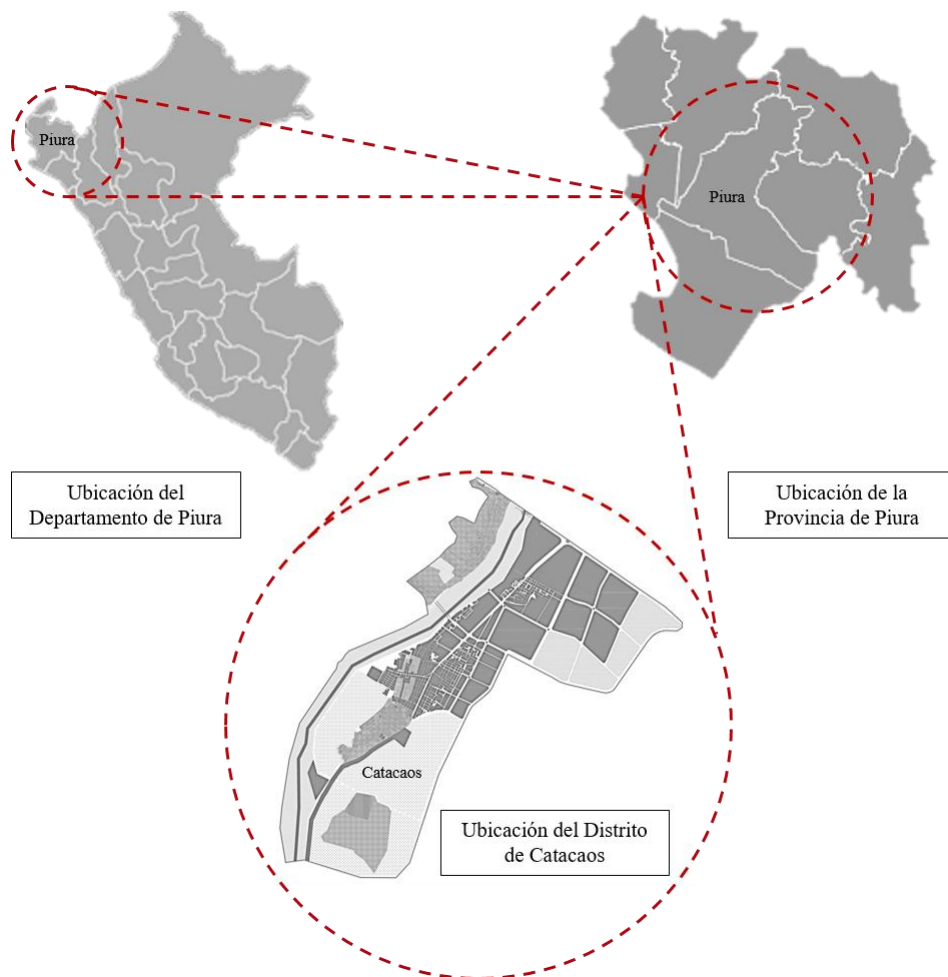 Piura
Piura
Ubicación del
Departamento de Piura
Ubicación de la
Provincia de Piura
Catacaos
Ubicación del Distrito
de Catacaos